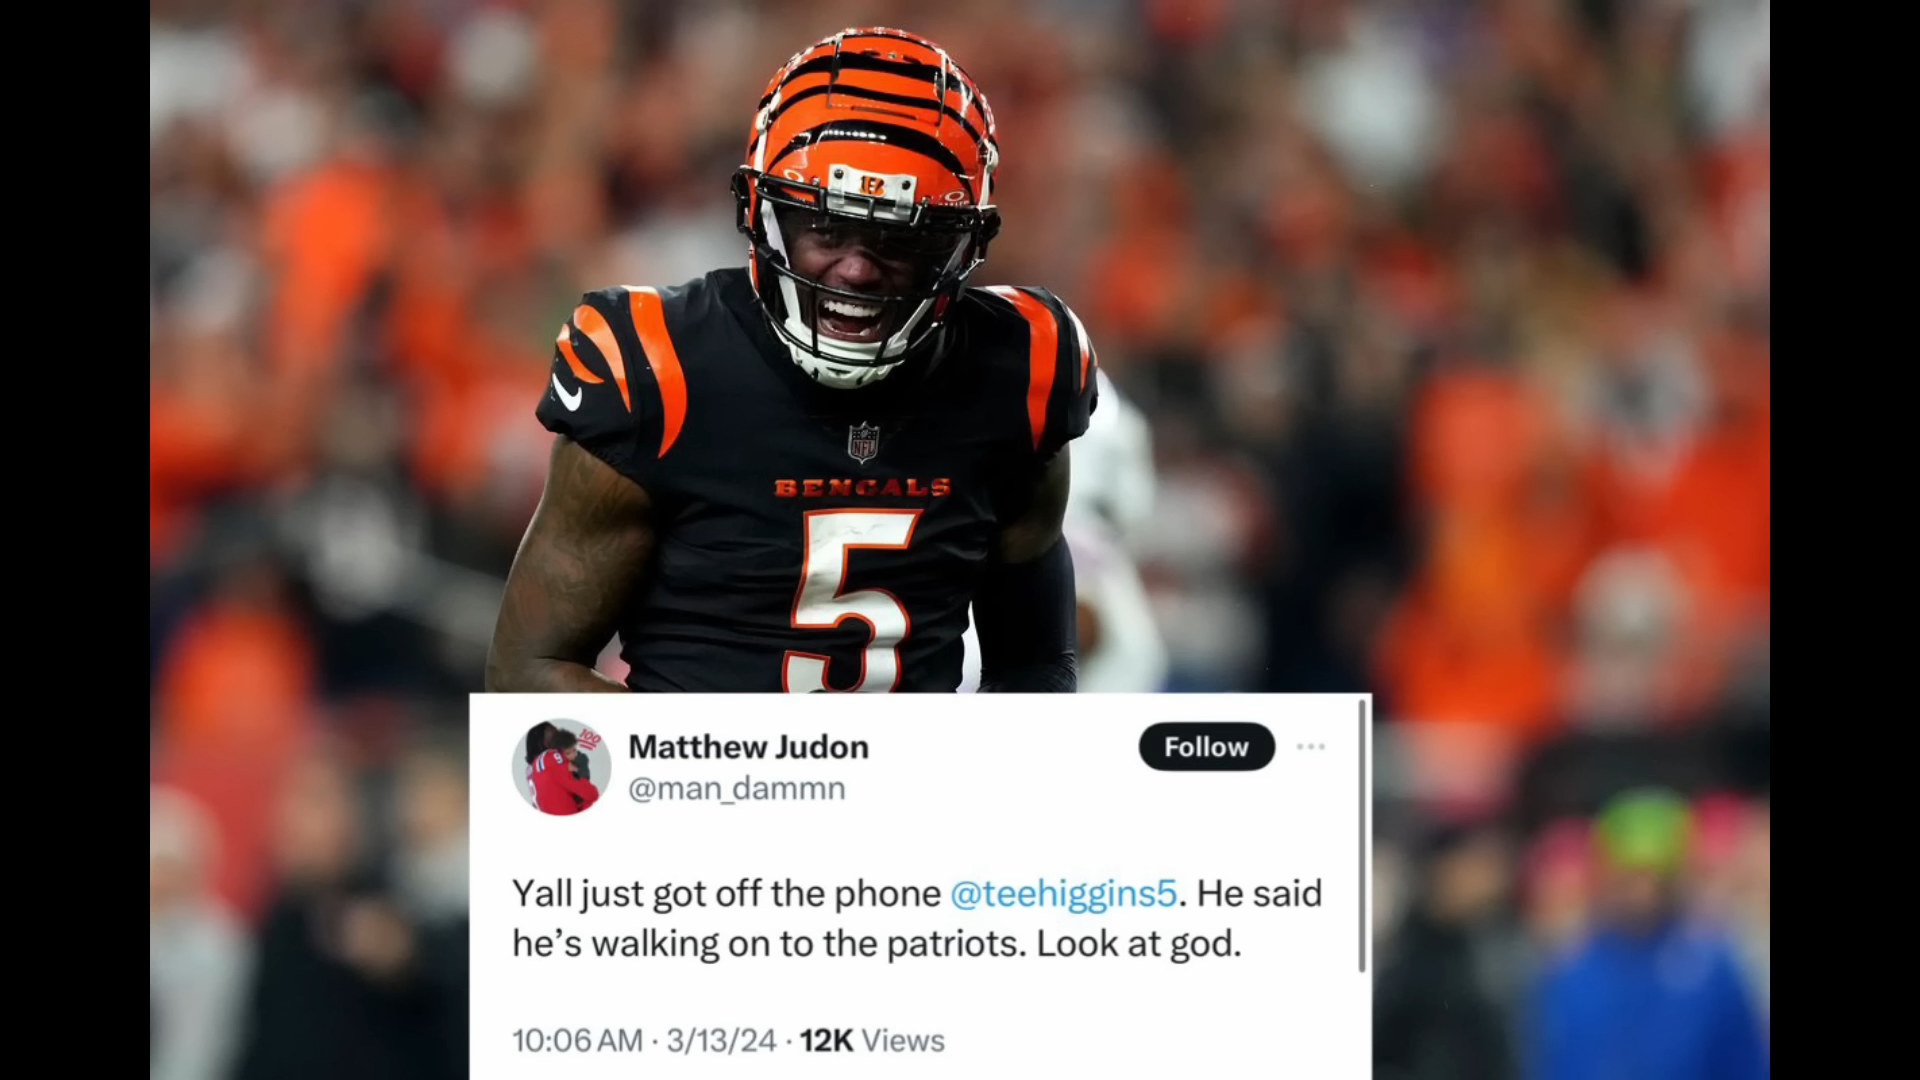 NFL
BENGALS
5
Matthew Judon
Follow
@man_dammn
Yall just got off the phone @teehiggins5. He said
he’s walking on to the patriots. Look at god.
10:06 AM · 3/13/24 · 12K Views